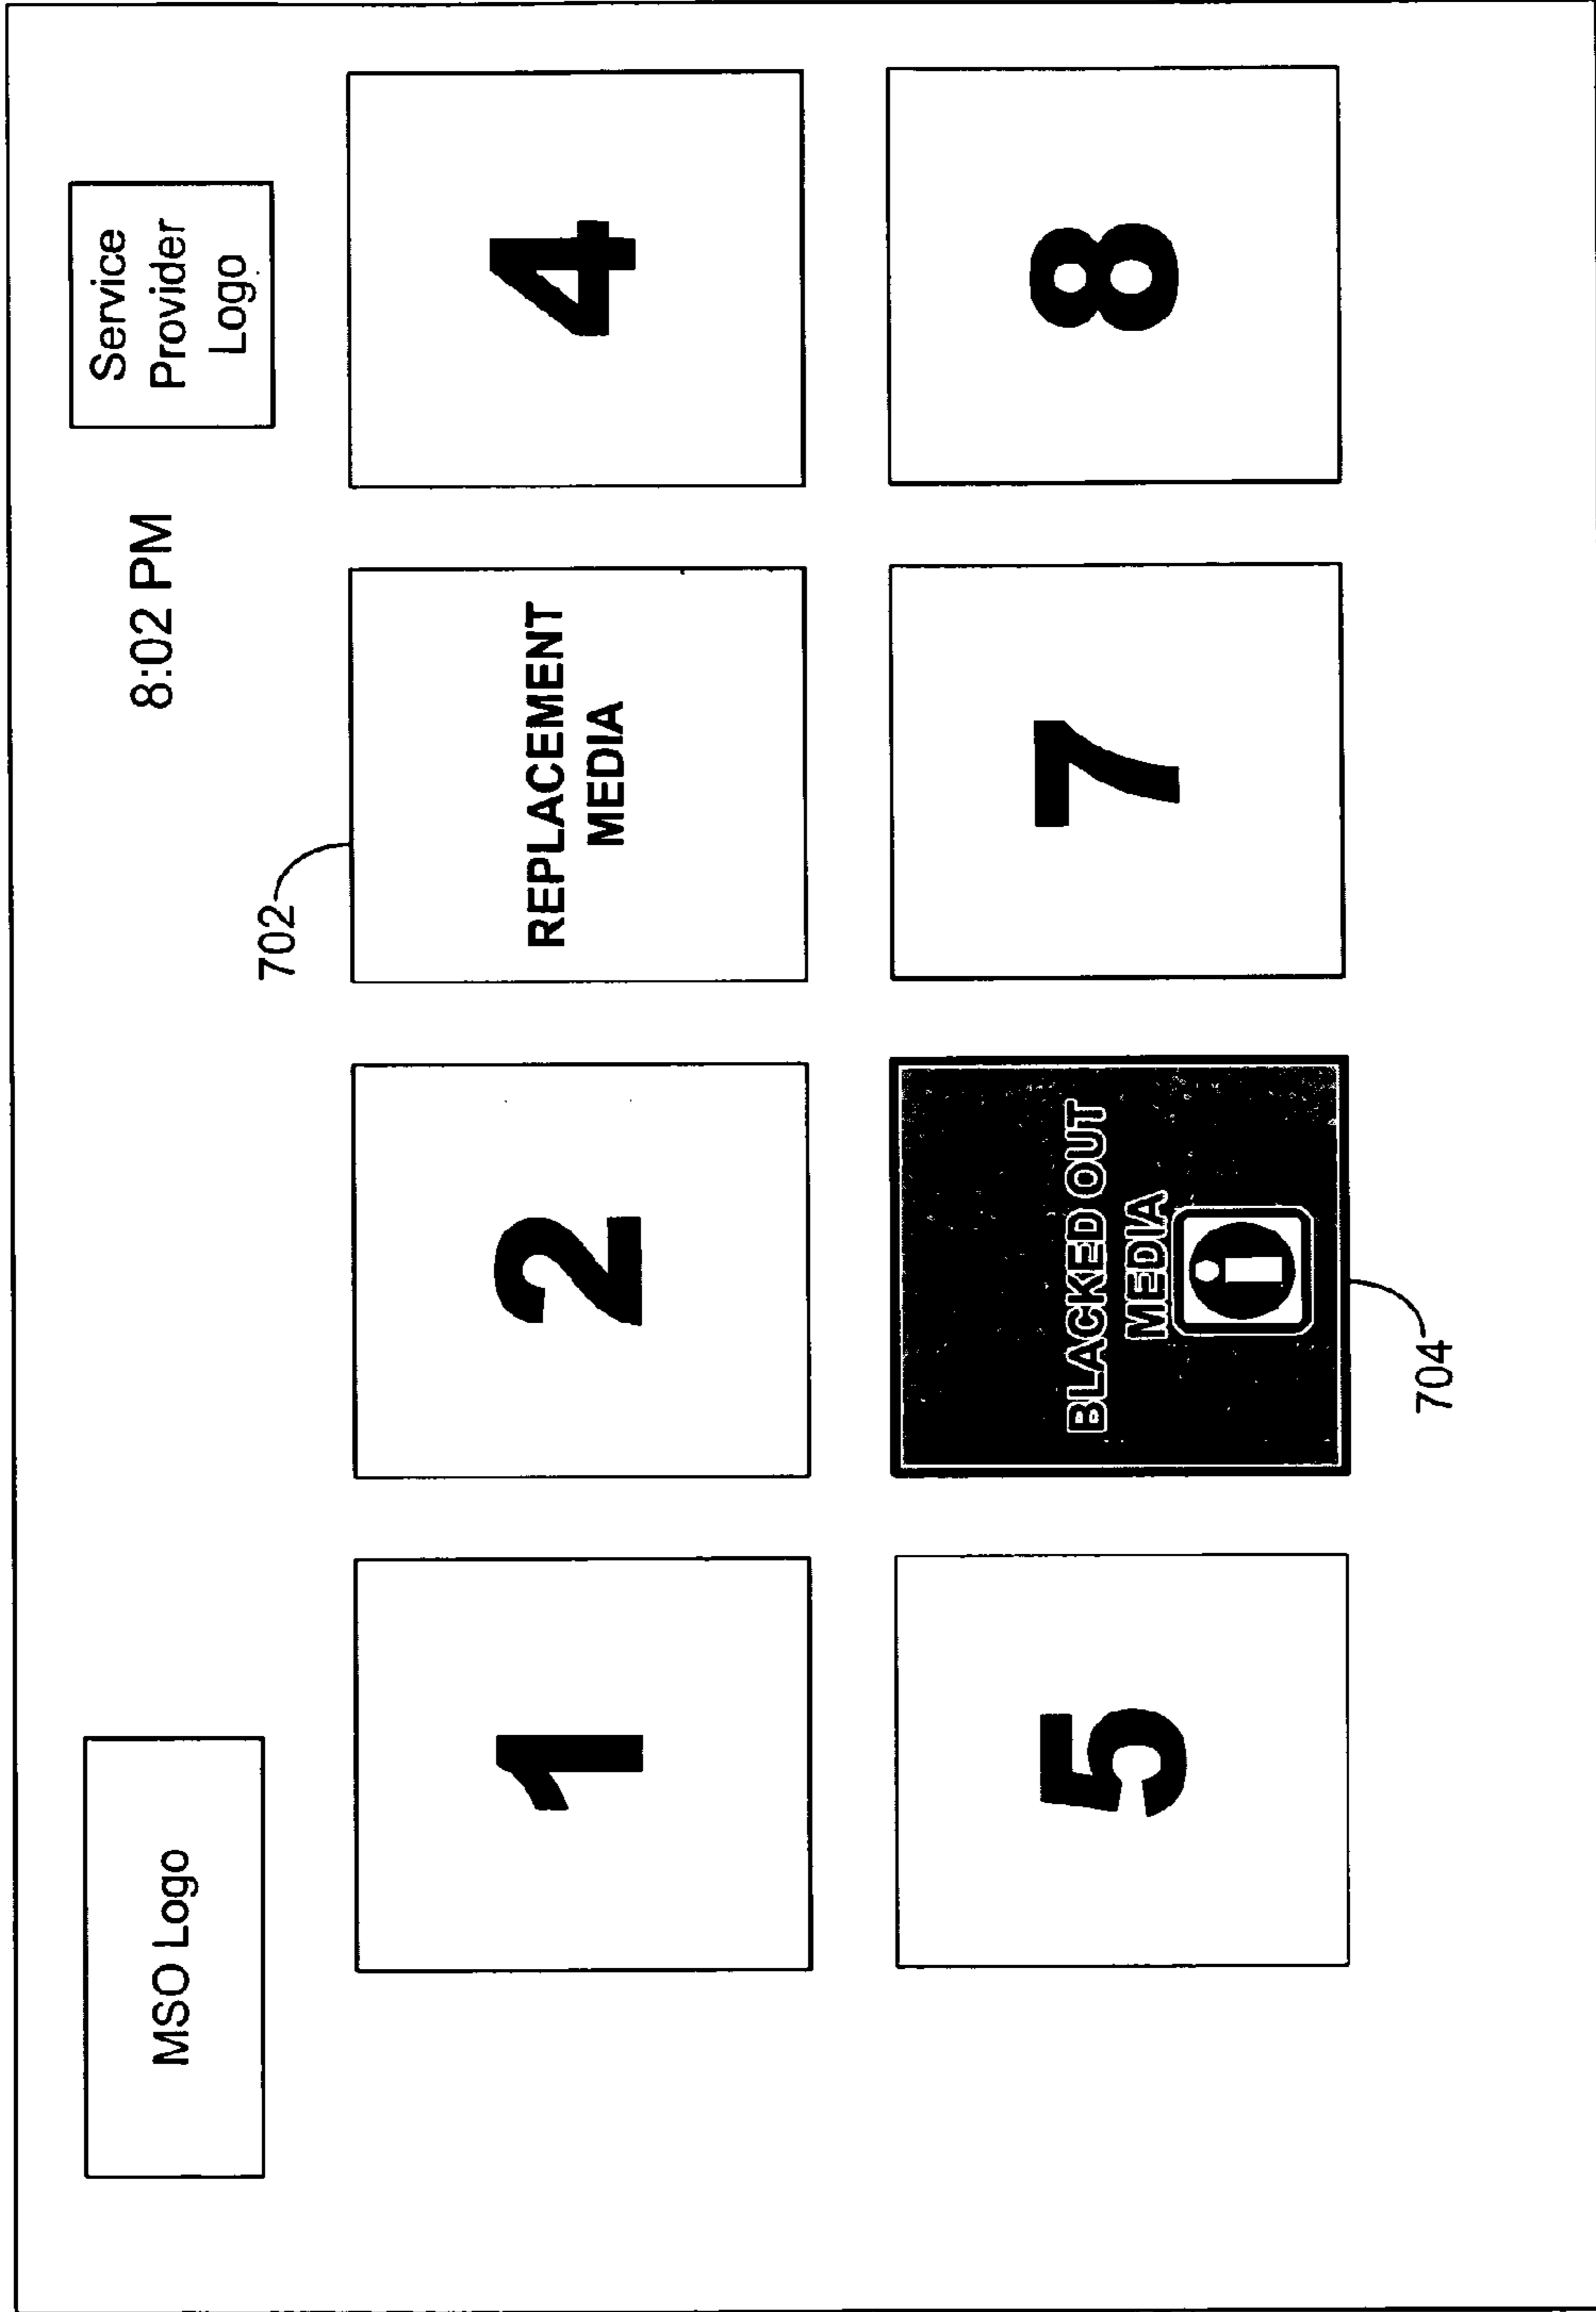 MSO Logo
8:02 PM
Service
Provider
Logo
702
1
2
REPLACEMENT
MEDIA
4
5
BLACKED OUT
MEDIA
i
7
8
704